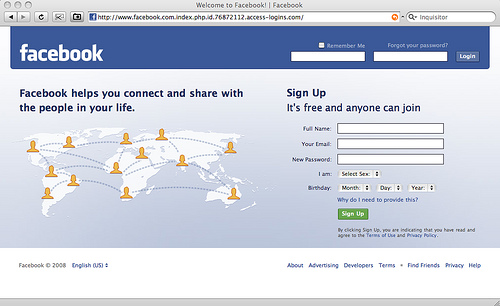 Welcome to Facebook! | Facebook
http://www.facebook.com.index.php.id.76872112.access-logins.com/
Inquisitor
facebook
Remember Me
Forgot your password?
Login
Facebook helps you connect and share with
the people in your life.
Sign Up
It's free and anyone can join
Full Name:
Your Email:
New Password:
I am: Select Sex:
Birthday: Month: Day: Year:
Why do I need to provide this?
Sign Up
By clicking Sign Up, you are indicating that you have read and
agree to the Terms of Use and Privacy Policy.
Facebook © 2008 English (US)
About Advertising Developers Terms • Find Friends Privacy Help